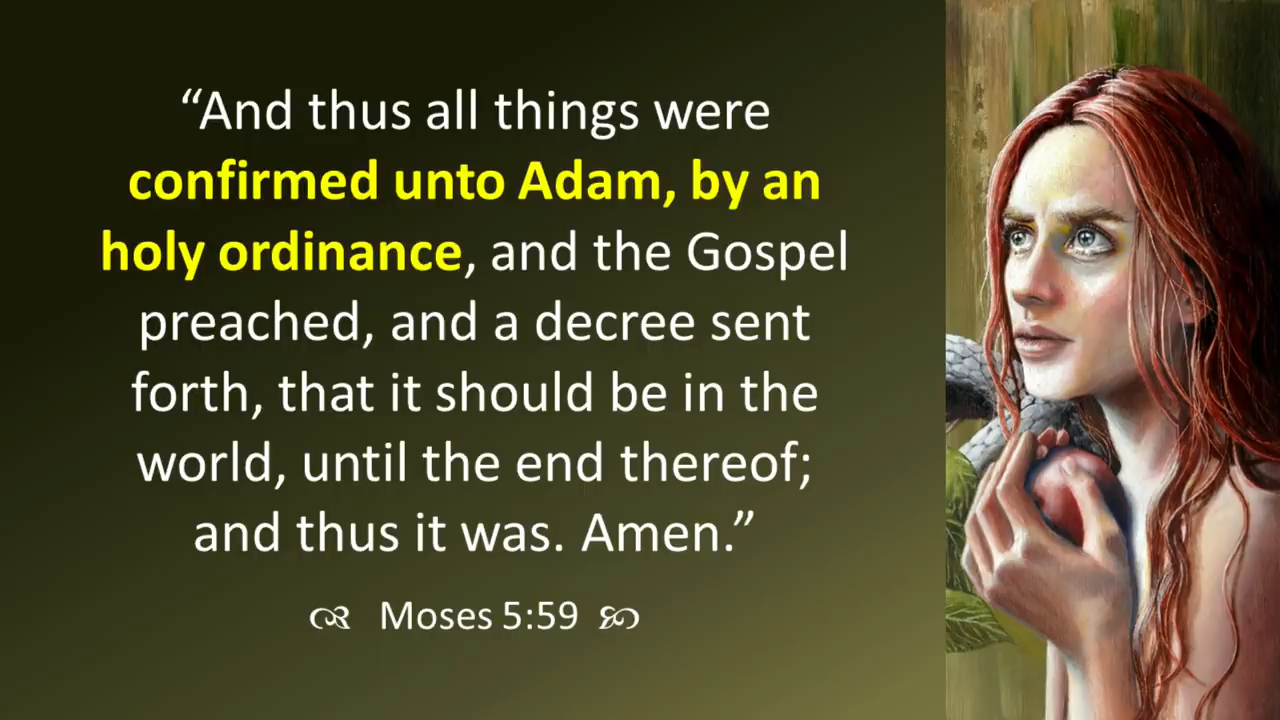 “And thus all things were
confirmed unto Adam, by an
holy ordinance, and the Gospel
preached, and a decree sent
forth, that it should be in the
world, until the end thereof;
and thus it was. Amen.”
Moses 5:59